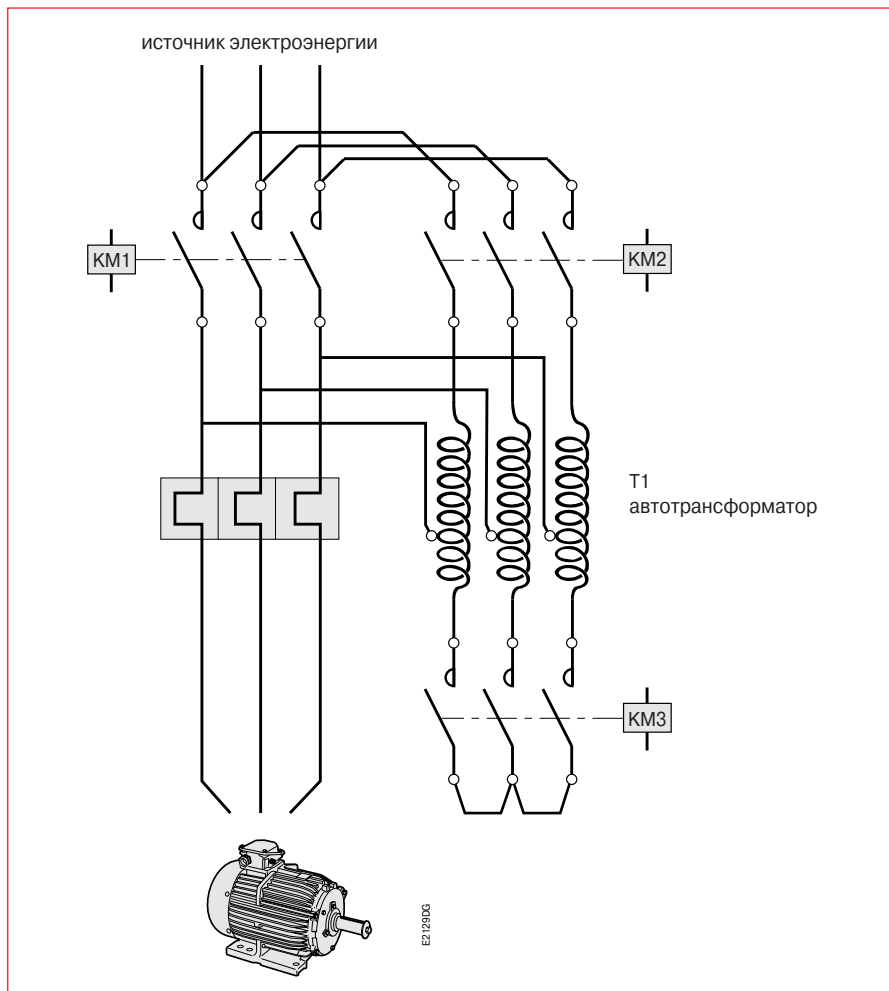 источник электроэнергии
KM1
KM2
T1
автотрансформатор
KM3
E2129DG